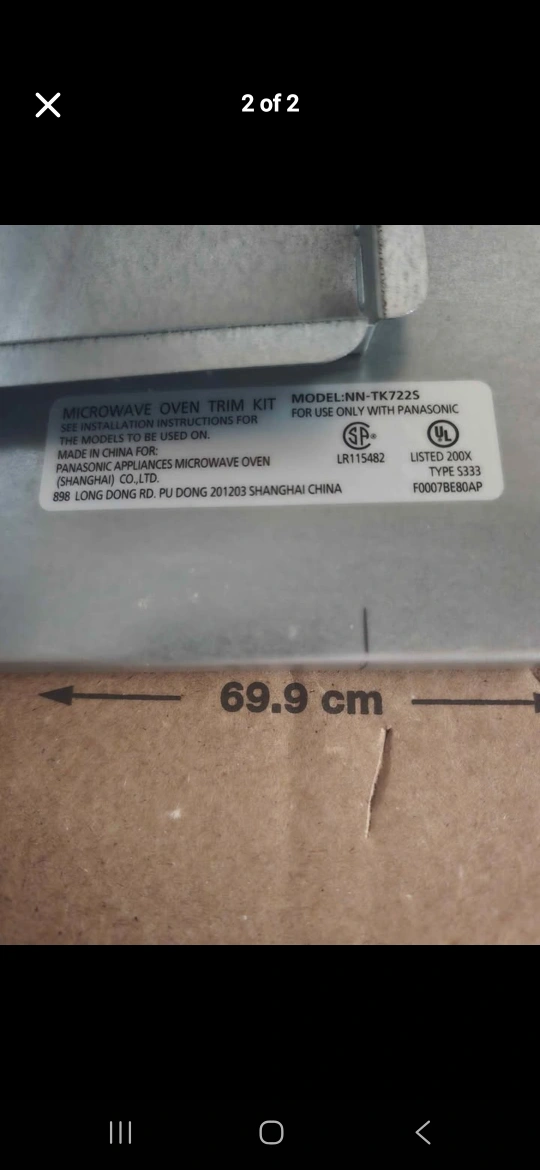 2 of 2
MICROWAVE OVEN TRIM KIT
SEE INSTALLATION INSTRUCTIONS FOR
THE MODELS TO BE USED ON.
MADE IN CHINA FOR:
PANASONIC APPLIANCES MICROWAVE OVEN
(SHANGHAI) CO.,LTD.
898 LONG DONG RD. PU DONG 201203 SHANGHAI CHINA
MODEL:NN-TK722S
FOR USE ONLY WITH PANASONIC
SA®
LR115482
UL
LISTED 200X
TYPE S333
F0007BE80AP
69.9 cm